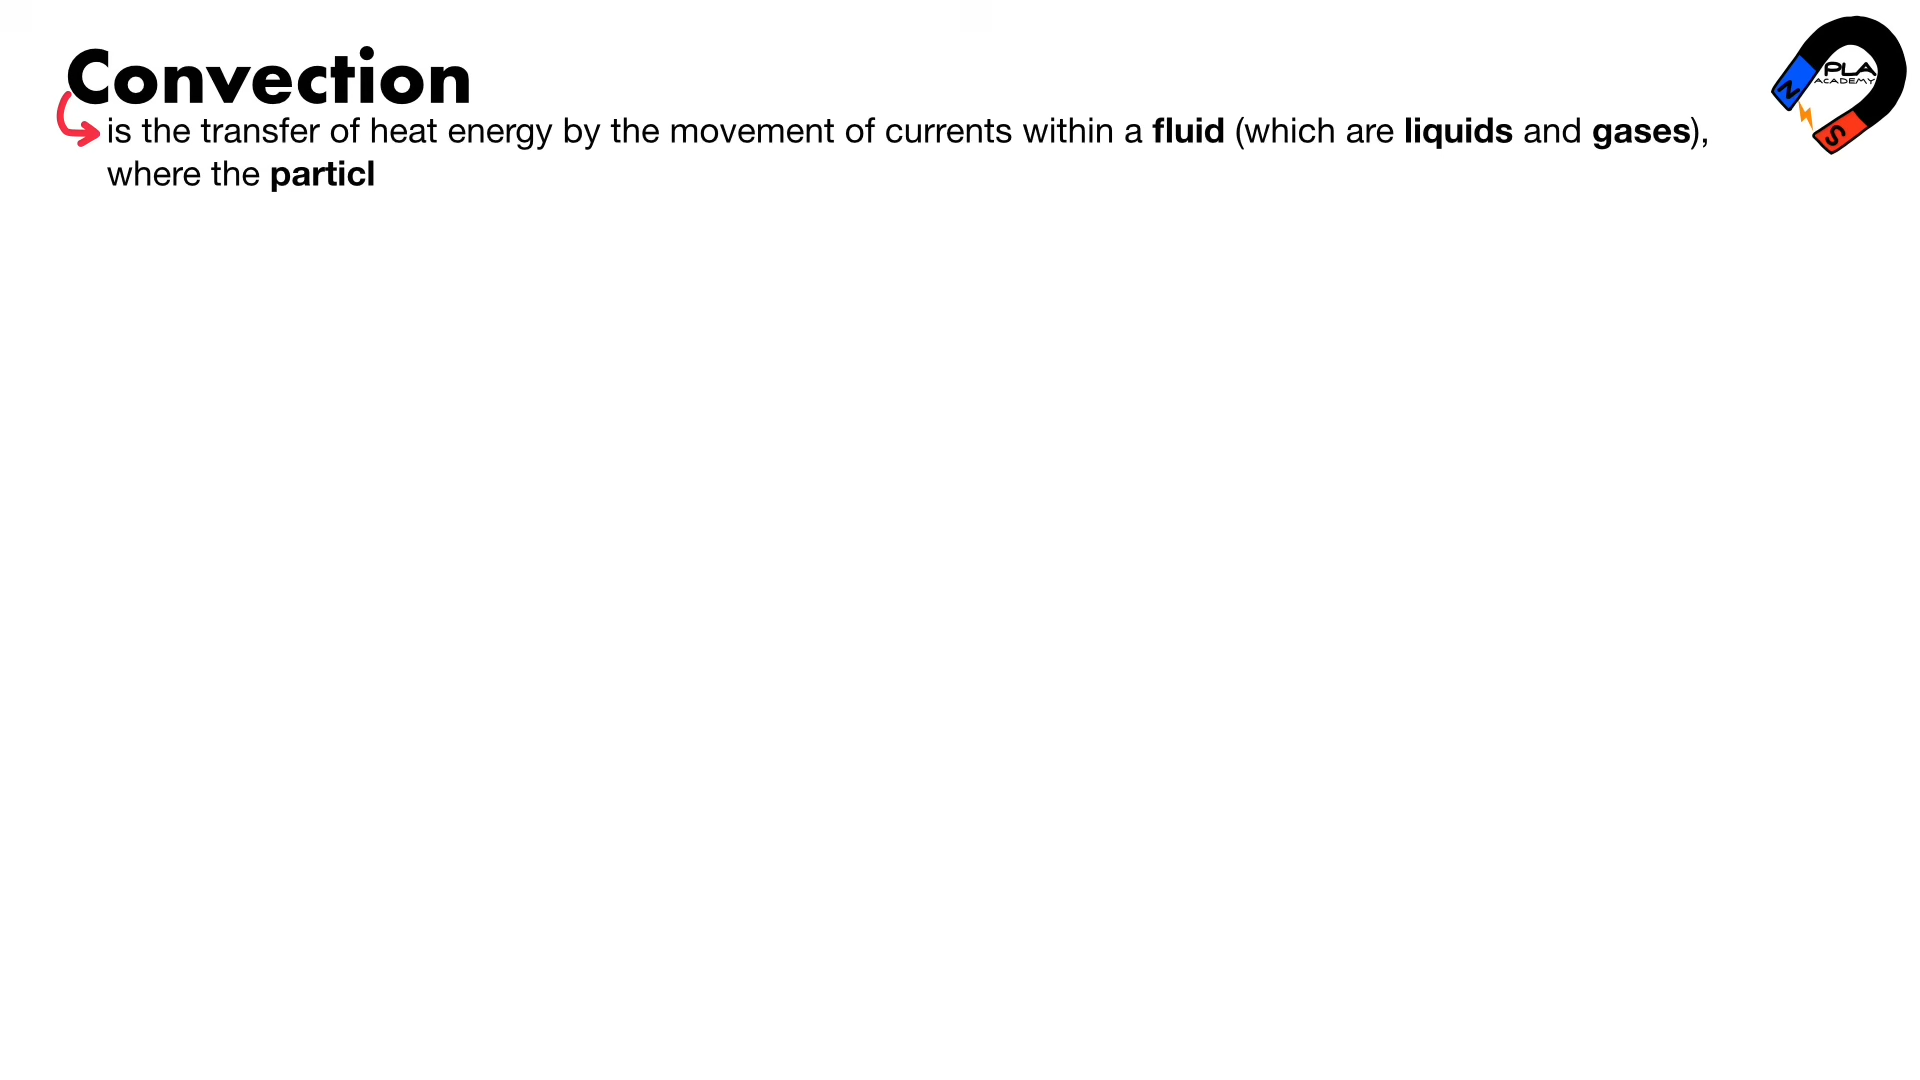 Convection
is the transfer of heat energy by the movement of currents within a fluid (which are liquids and gases),
where the particl
PLA
ACADEMY
N
S